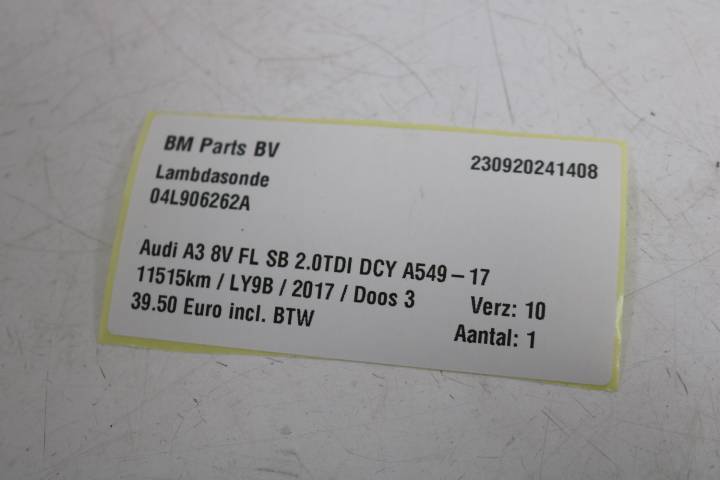 BM Parts BV 230920241408
Lambdasonde
04L906262A
Audi A3 8V FL SB 2.0TDI DCY A549-17
11515km / LY9B / 2017 / Doos 3 Verz: 10
39.50 Euro incl. BTW Aantal: 1